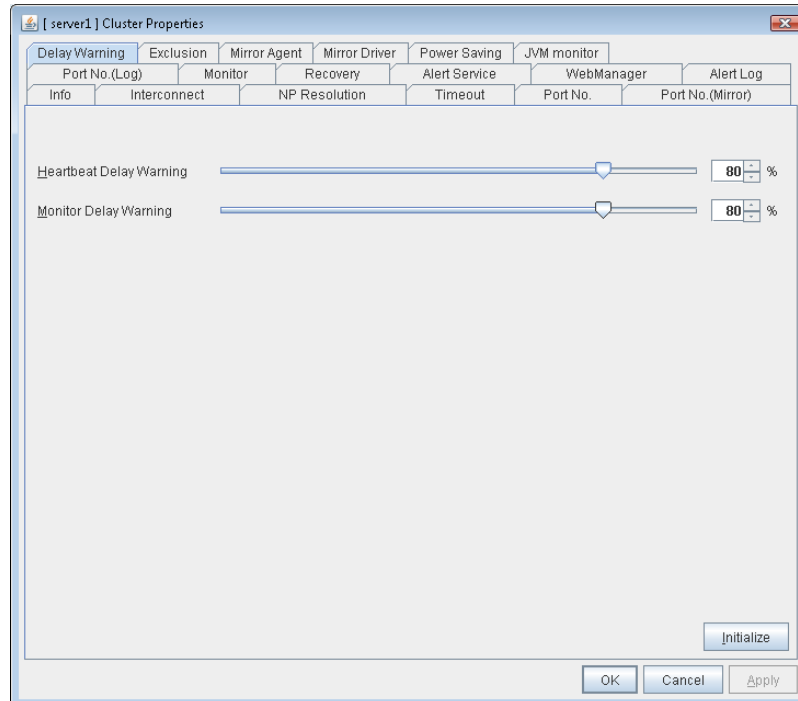 [ server1 ] Cluster Properties
Delay Warning Exclusion Mirror Agent Mirror Driver Power Saving JVM monitor
Port No.(Log) Monitor Recovery Alert Service WebManager Alert Log
Info Interconnect NP Resolution Timeout Port No. Port No.(Mirror)
Heartbeat Delay Warning 80 %
Monitor Delay Warning 80 %
Initialize
OK Cancel Apply